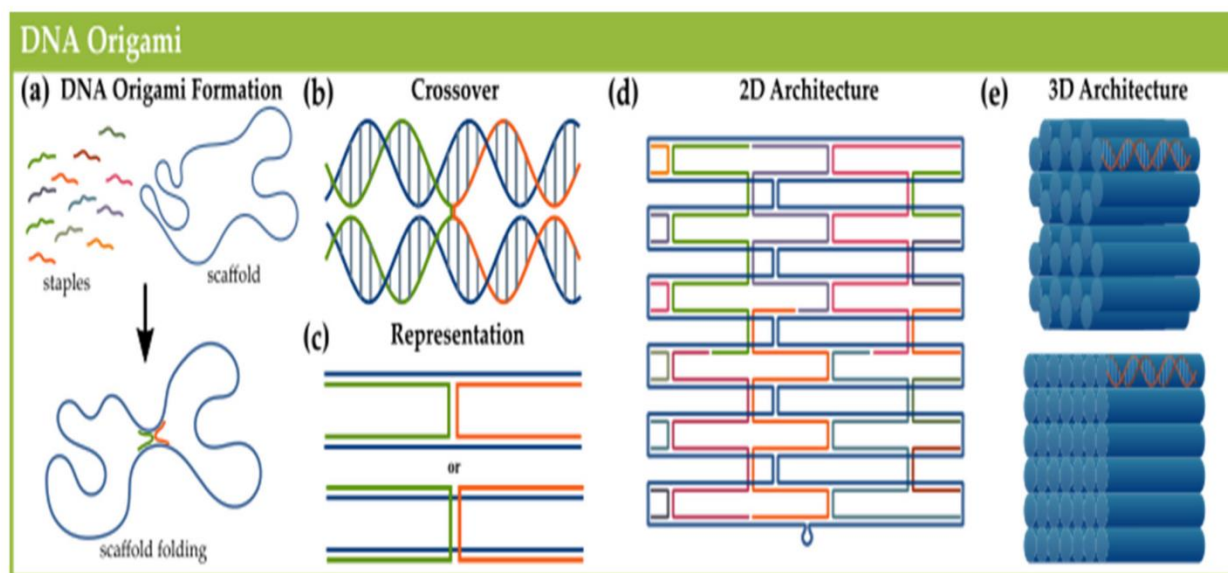 DNA Origami
(a) DNA Origami Formation
staples
scaffold
scaffold folding
(b) Crossover
(c) Representation
or
(d) 2D Architecture
(e) 3D Architecture